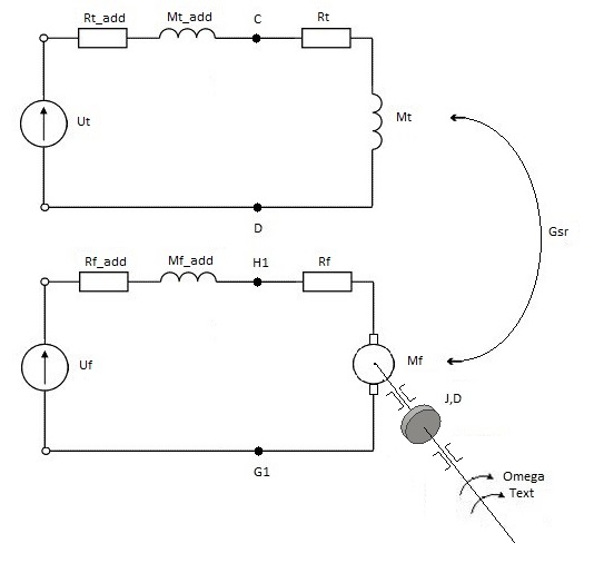 Rt_add
Mt_add
C
Rt
Ut
Mt
D
Gsr
Rf_add
Mf_add
H1
Rf
Uf
Mf
J,D
G1
Omega
Text